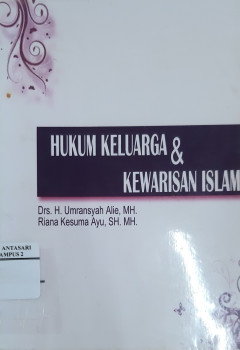 HUKUM KELUARGA &
KEWARISAN ISLAM
Drs. H. Umransyah Alie, MH.
Riana Kesuma Ayu, SH. MH.
ANTASARI
AMPUS 2